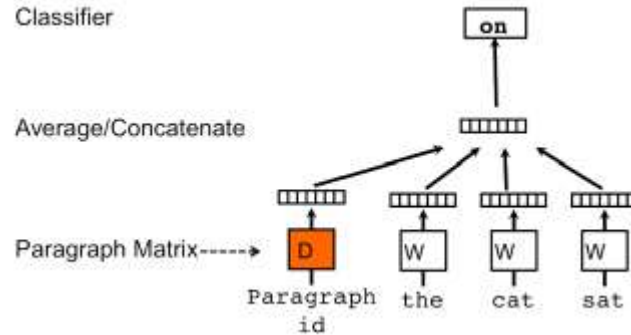 Classifier
on
Average/Concatenate
Paragraph Matrix
D
W
W
W
Paragraph
id
the
cat
sat